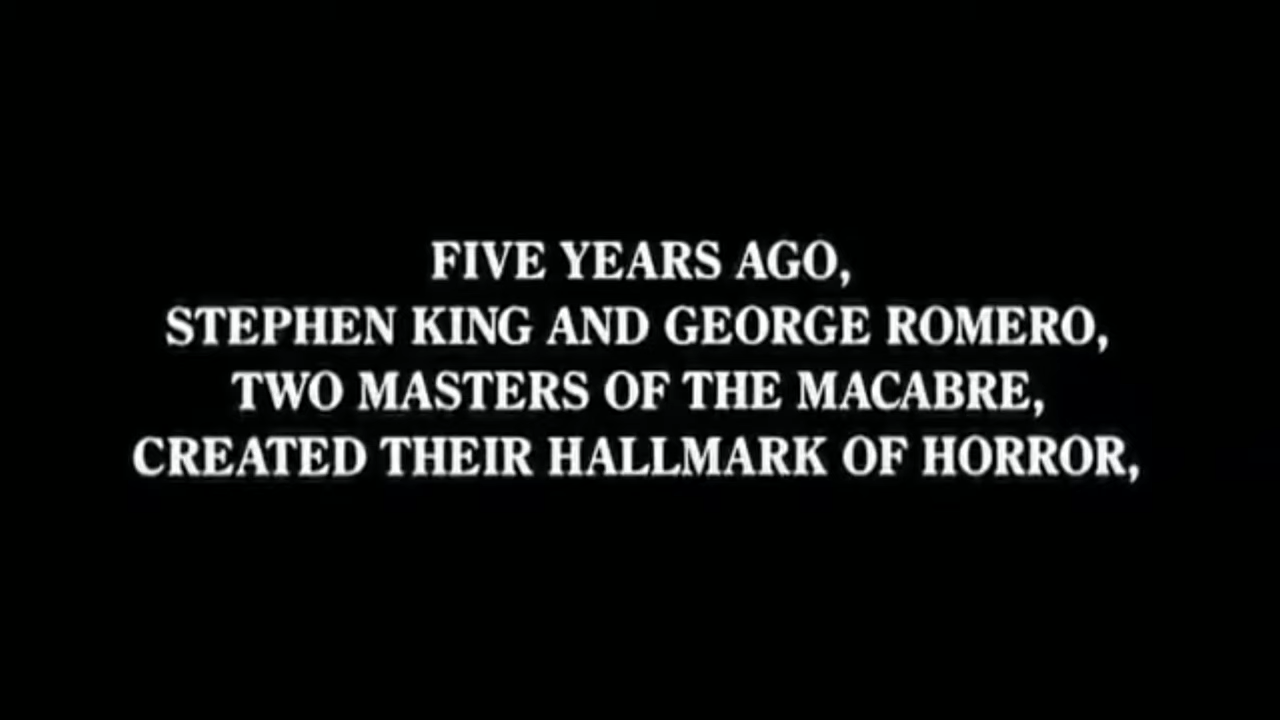 FIVE YEARS AGO,
STEPHEN KING AND GEORGE ROMERO,
TWO MASTERS OF THE MACABRE,
CREATED THEIR HALLMARK OF HORROR,